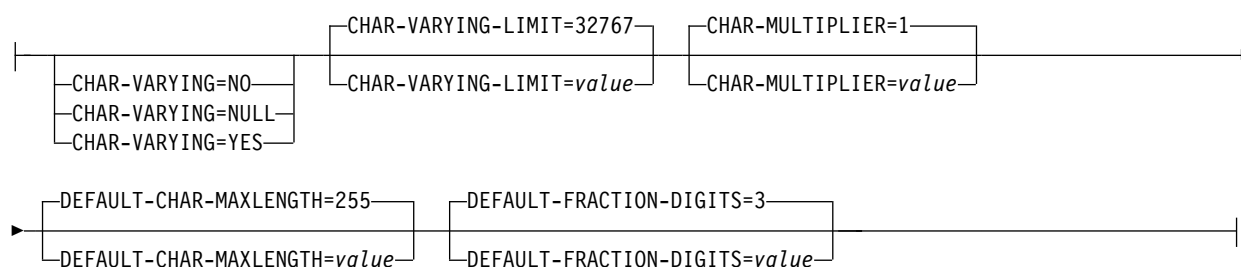 CHAR-VARYING-LIMIT=32767 CHAR-MULTIPLIER=1
CHAR-VARYING=NO CHAR-VARYING-LIMIT=value CHAR-MULTIPLIER=value
CHAR-VARYING=NULL
CHAR-VARYING=YES
DEFAULT-CHAR-MAXLENGTH=255 DEFAULT-FRACTION-DIGITS=3
DEFAULT-CHAR-MAXLENGTH=value DEFAULT-FRACTION-DIGITS=value